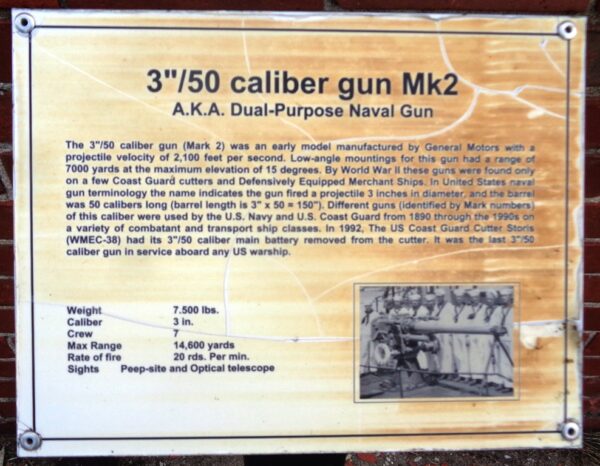 3"/50 caliber gun Mk2
A.K.A. Dual-Purpose Naval Gun
The 3"/50 caliber gun (Mark 2) was an early model manufactured by General Motors with a
projectile velocity of 2,100 feet per second. Low-angle mountings for this gun had a range of
7000 yards at the maximum elevation of 15 degrees. By World War II these guns were found only
on a few Coast Guard cutters and Defensively Equipped Merchant Ships. In United States naval
gun terminology the name indicates the gun fired a projectile 3 inches in diameter, and the barrel
was 50 calibers long (barrel length is 3" x 50 = 150"). Different guns (identified by Mark numbers)
of this caliber were used by the U.S. Navy and U.S. Coast Guard from 1890 through the 1990s on
a variety of combatant and transport ship classes. In 1992, The US Coast Guard Cutter Storis
(WMEC-38) had its 3"/50 caliber main battery removed from the cutter. It was the last 3"/50
caliber gun in service aboard any US warship.
Weight 7.500 lbs.
Caliber 3 in.
Crew 7
Max Range 14,600 yards
Rate of fire 20 rds. Per min.
Sights Peep-site and Optical telescope